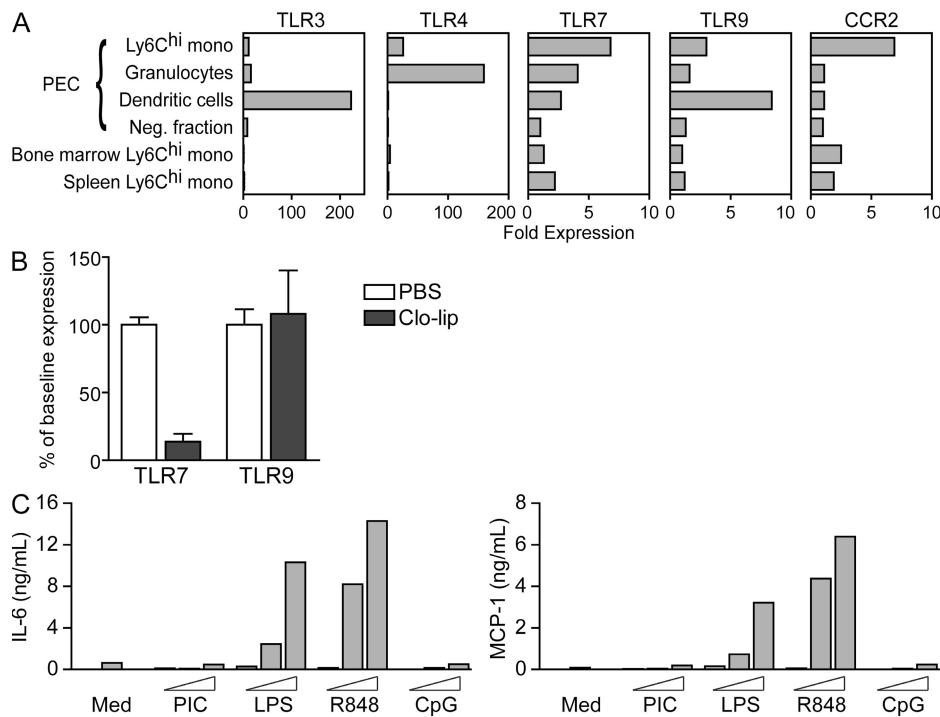 A
TLR3 TLR4 TLR7 TLR9 CCR2
PEC
Ly6Chi mono
Granulocytes
Dendritic cells
Neg. fraction
Bone marrow Ly6Chi mono
Spleen Ly6Chi mono
0 100 200 0 100 200 0 5 10 0 5 10 0 5 10
Fold Expression
B
% of baseline expression
150
100
50
0
TLR7 TLR9
PBS
Clo-lip
C
IL-6 (ng/mL)
16
12
8
4
0
Med PIC LPS R848 CpG
MCP-1 (ng/mL)
8
6
4
2
0
Med PIC LPS R848 CpG